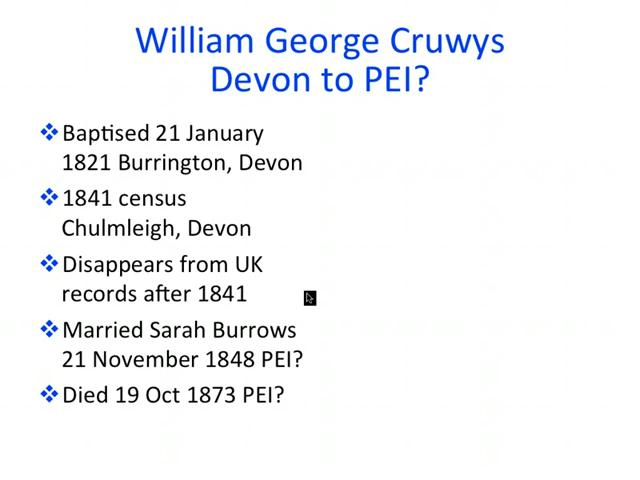 William George Cruwys
Devon to PEI?
❖Baptised 21 January
1821 Burrington, Devon
❖1841 census
Chulmleigh, Devon
❖Disappears from UK
records after 1841
❖Married Sarah Burrows
21 November 1848 PEI?
❖Died 19 Oct 1873 PEI?